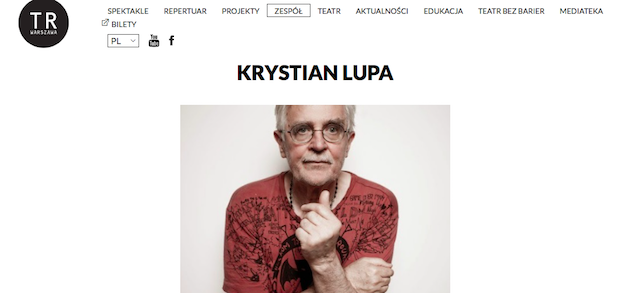 TR
WARSZAWA
SPEKTAKLE REPERTUAR PROJEKTY ZESPÓŁ TEATR AKTUALNOŚCI EDUKACJA TEATR BEZ BARIER MEDIATEKA
BILETY
PL You Tube f
KRYSTIAN LUPA